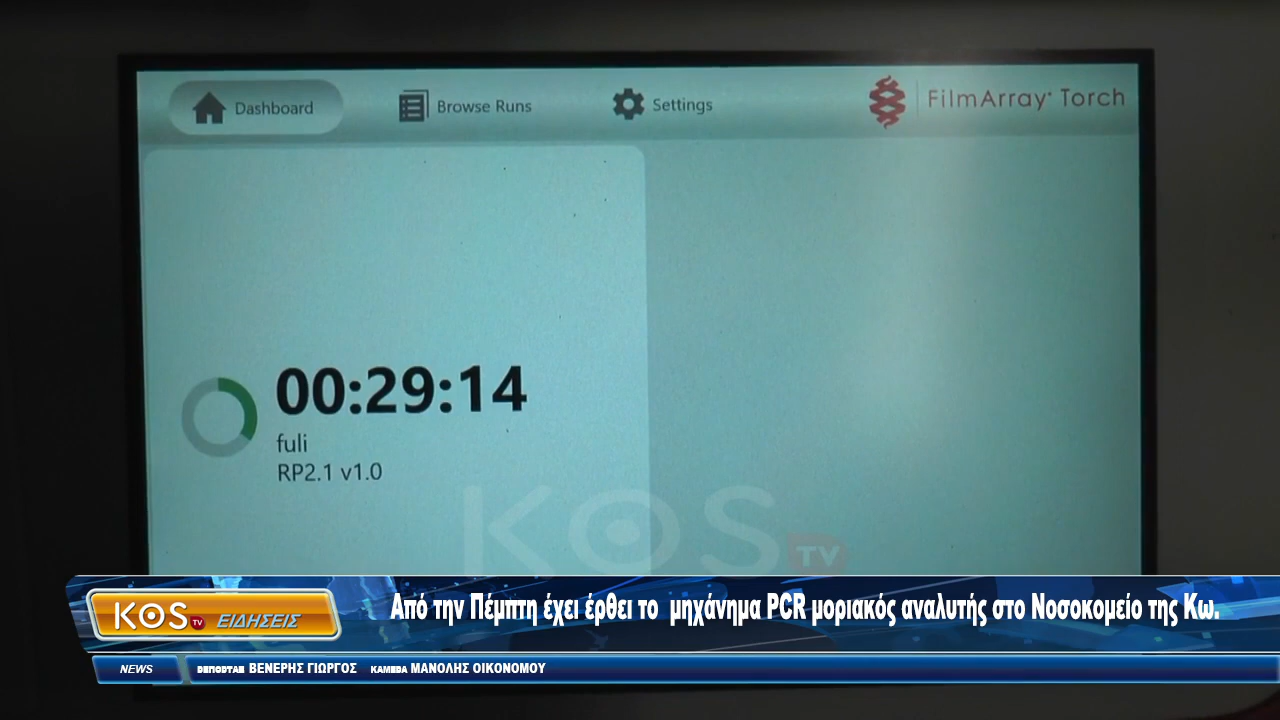 Dashboard
Browse Runs
Settings
FilmArray® Torch
00:29:14
fuli
RP2.1 v1.0
KOS TV
Από την Πέμπτη έχει έρθει το μηχάνημα PCR μοριακός αναλυτής στο Νοσοκομείο της Κω.
KOS TV ΕΙΔΗΣΕΙΣ
NEWS
ΡΕΠΟΡΤΑΖ ΒΕΝΕΡΗΣ ΓΙΩΡΓΟΣ ΚΑΜΕΡΑ ΜΑΝΟΛΗΣ ΟΙΚΟΝΟΜΟΥ